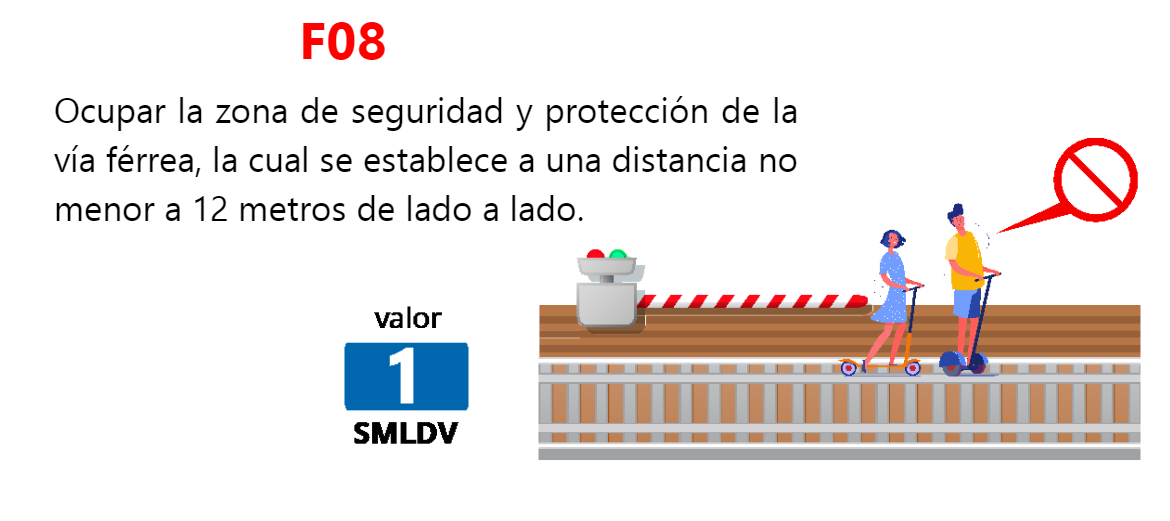 F08
Ocupar la zona de seguridad y protección de la
vía férrea, la cual se establece a una distancia no
menor a 12 metros de lado a lado.
valor
1
SMLDV